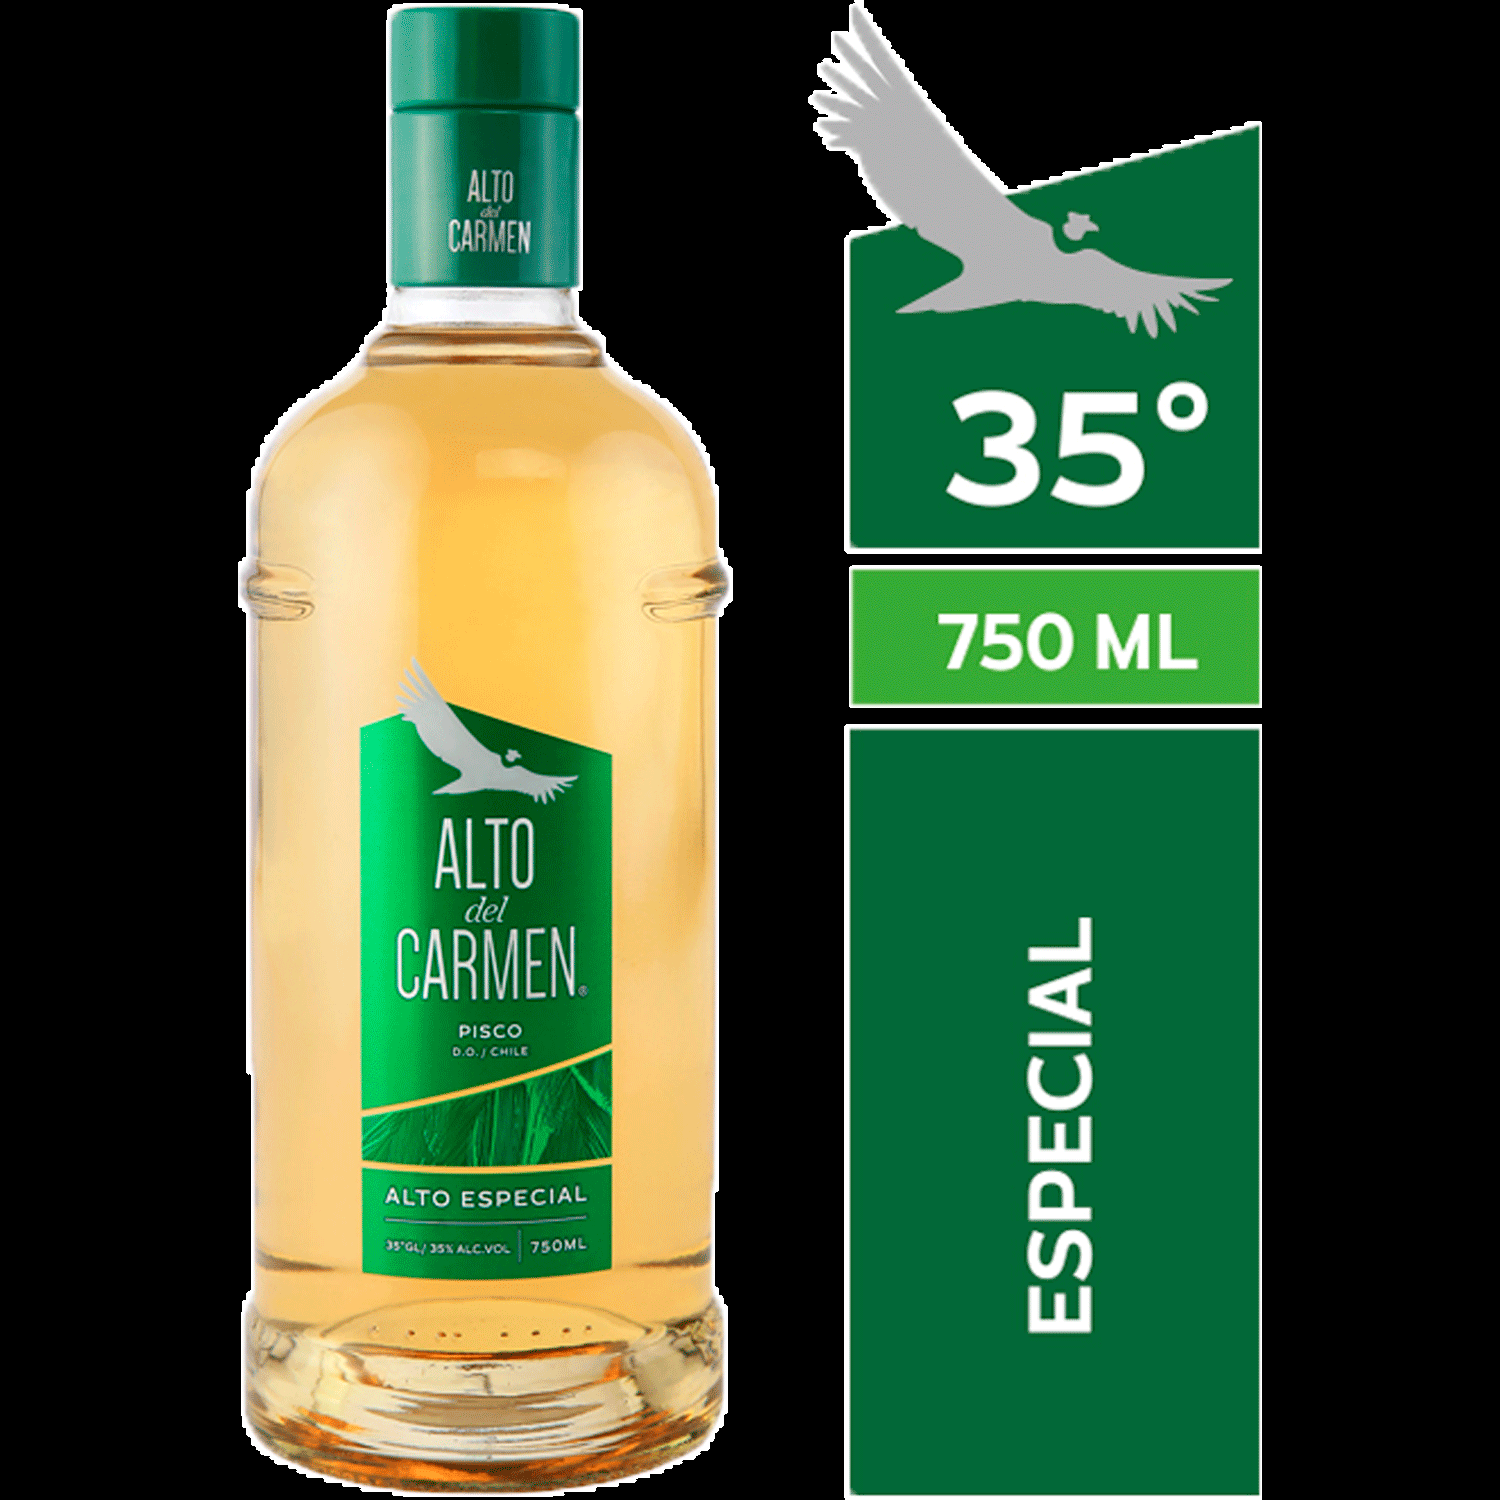 ALTO
del
CARMEN
ALTO
del
CARMEN®
PISCO
D.O./ CHILE
ALTO ESPECIAL
35°GL/ 35% ALC.VOL | 750ML
35°
750 ML
ESPECIAL